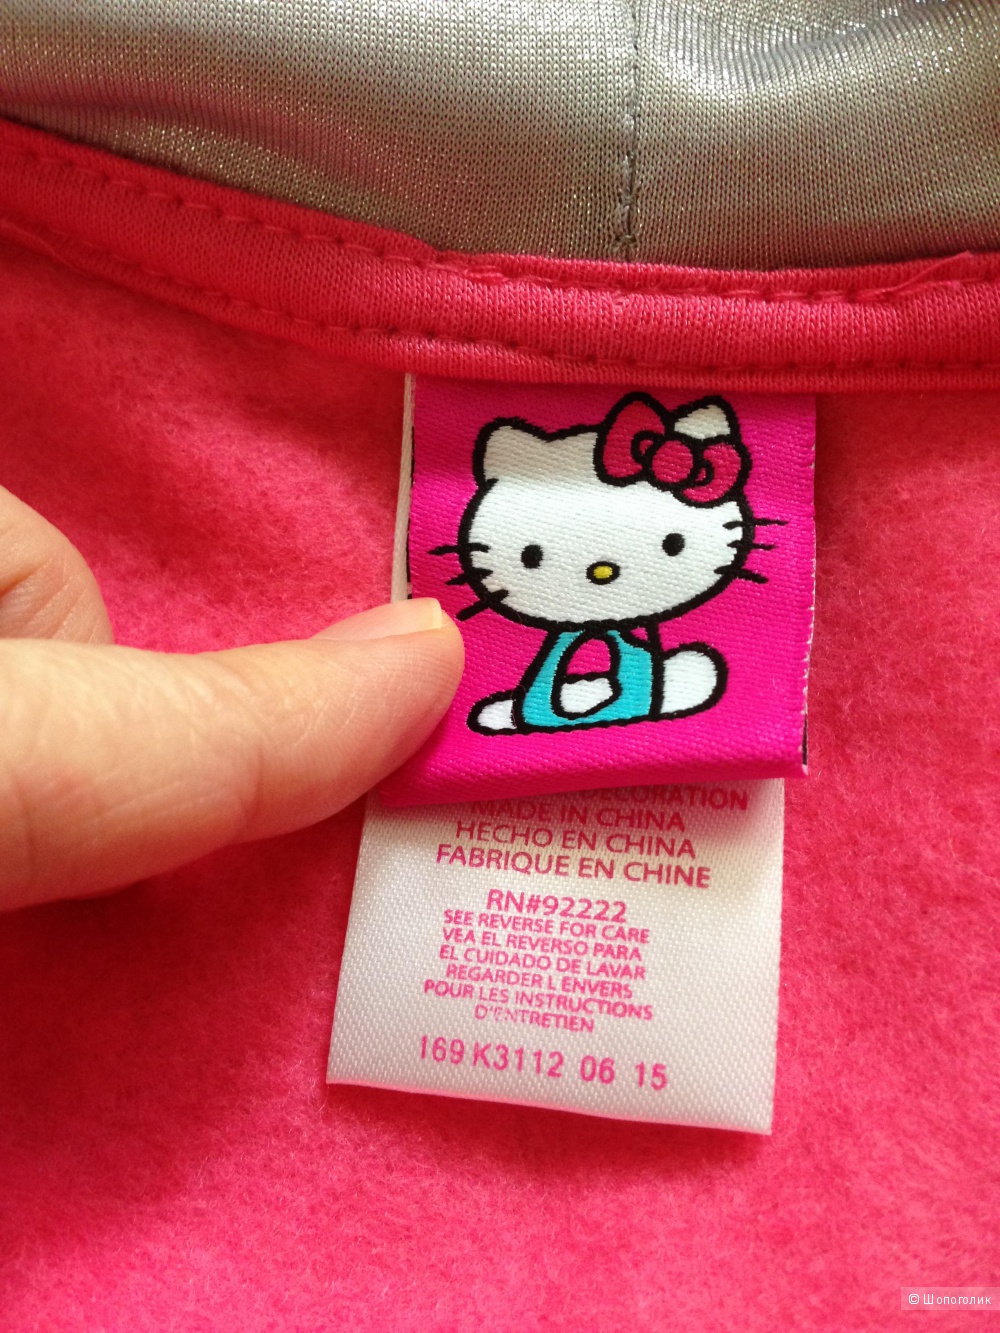 DECORATION
MADE IN CHINA
HECHO EN CHINA
FABRIQUE EN CHINE
RN#92222
SEE REVERSE FOR CARE
VEA EL REVERSO PARA
EL CUIDADO DE LAVAR
REGARDER L ENVERS
POUR LES INSTRUCTIONS
D'ENTRETIEN
169 K3112 06 15
© Шопоголик